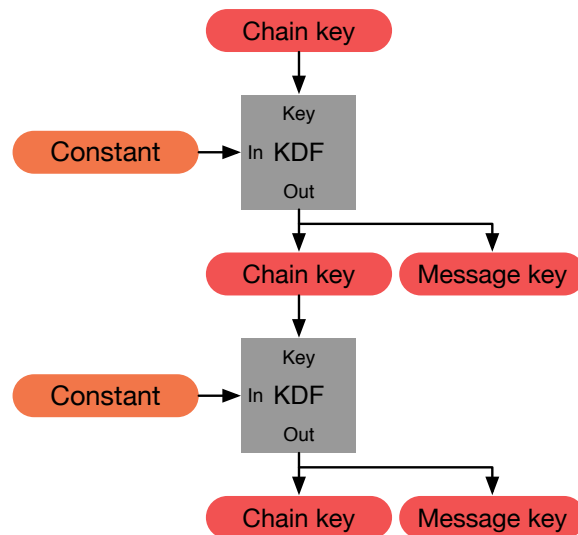 Chain key
Key
Constant
In KDF
Out
Chain key Message key
Key
Constant
In KDF
Out
Chain key Message key